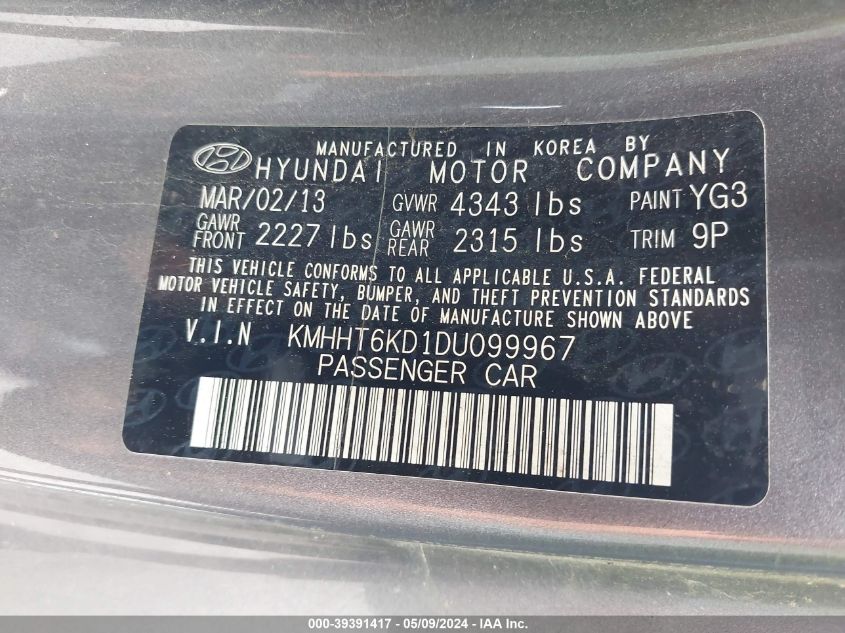 MANUFACTURED IN KOREA BY
HYUNDAI MOTOR COMPANY
MAR/02/13 GVWR 4343 lbs PAINT YG3
GAWR FRONT 2227 lbs GAWR REAR 2315 lbs TRIM 9P
THIS VEHICLE CONFORMS TO ALL APPLICABLE U.S.A. FEDERAL
MOTOR VEHICLE SAFETY, BUMPER, AND THEFT PREVENTION STANDARDS
IN EFFECT ON THE DATE OF MANUFACTURE SHOWN ABOVE
V.I.N KMHHT6KD1DU099967
PASSENGER CAR
000-39391417 - 05/09/2024 - IAA Inc.